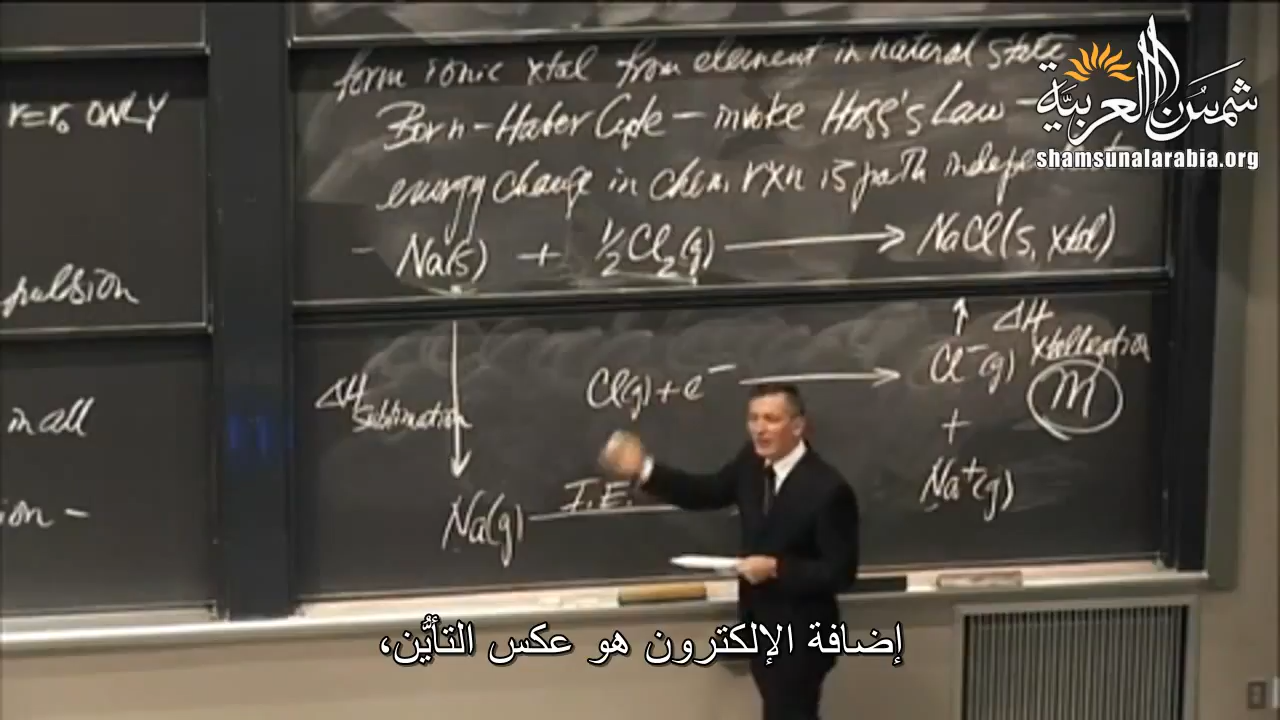 form ionic xtal from element in natural state
r=r₀ ONLY
Born-Haber Cycle - invoke Hess's Law -
energy change in chem. rxn is path independent
Na(s) + ½Cl₂(g) → NaCl(s, xtal)
pulsion
ΔH xtallization
Cl(g) + e⁻ → Cl⁻(g)
M
ΔH sublimation
in all
+
Na⁺(g)
Na(g) I.E.
ion -
شمسنا العربية
shamsunalarabia.org
إضافة الإلكترون هو عكس التأيُّن،